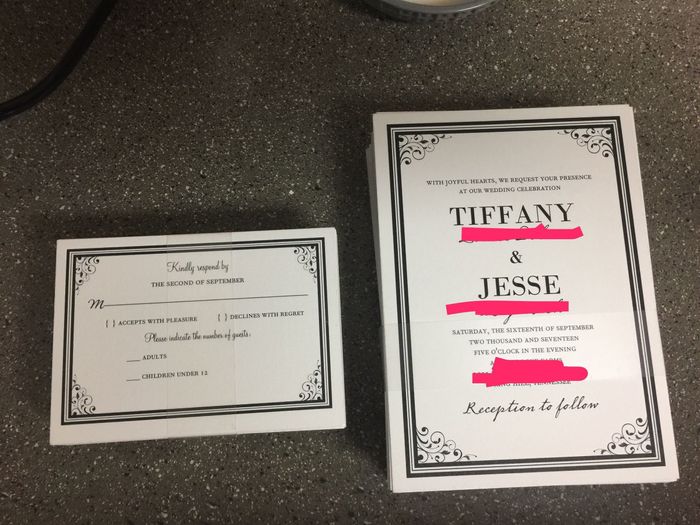 Kindly respond by
THE SECOND OF SEPTEMBER
M
( ) ACCEPTS WITH PLEASURE ( ) DECLINES WITH REGRET
Please indicate the number of guests:
ADULTS
CHILDREN UNDER 12
WITH JOYFUL HEARTS, WE REQUEST YOUR PRESENCE
AT OUR WEDDING CELEBRATION
TIFFANY
&
JESSE
SATURDAY, THE SIXTEENTH OF SEPTEMBER
TWO THOUSAND AND SEVENTEEN
FIVE O'CLOCK IN THE EVENING
TENNESSEE
Reception to follow